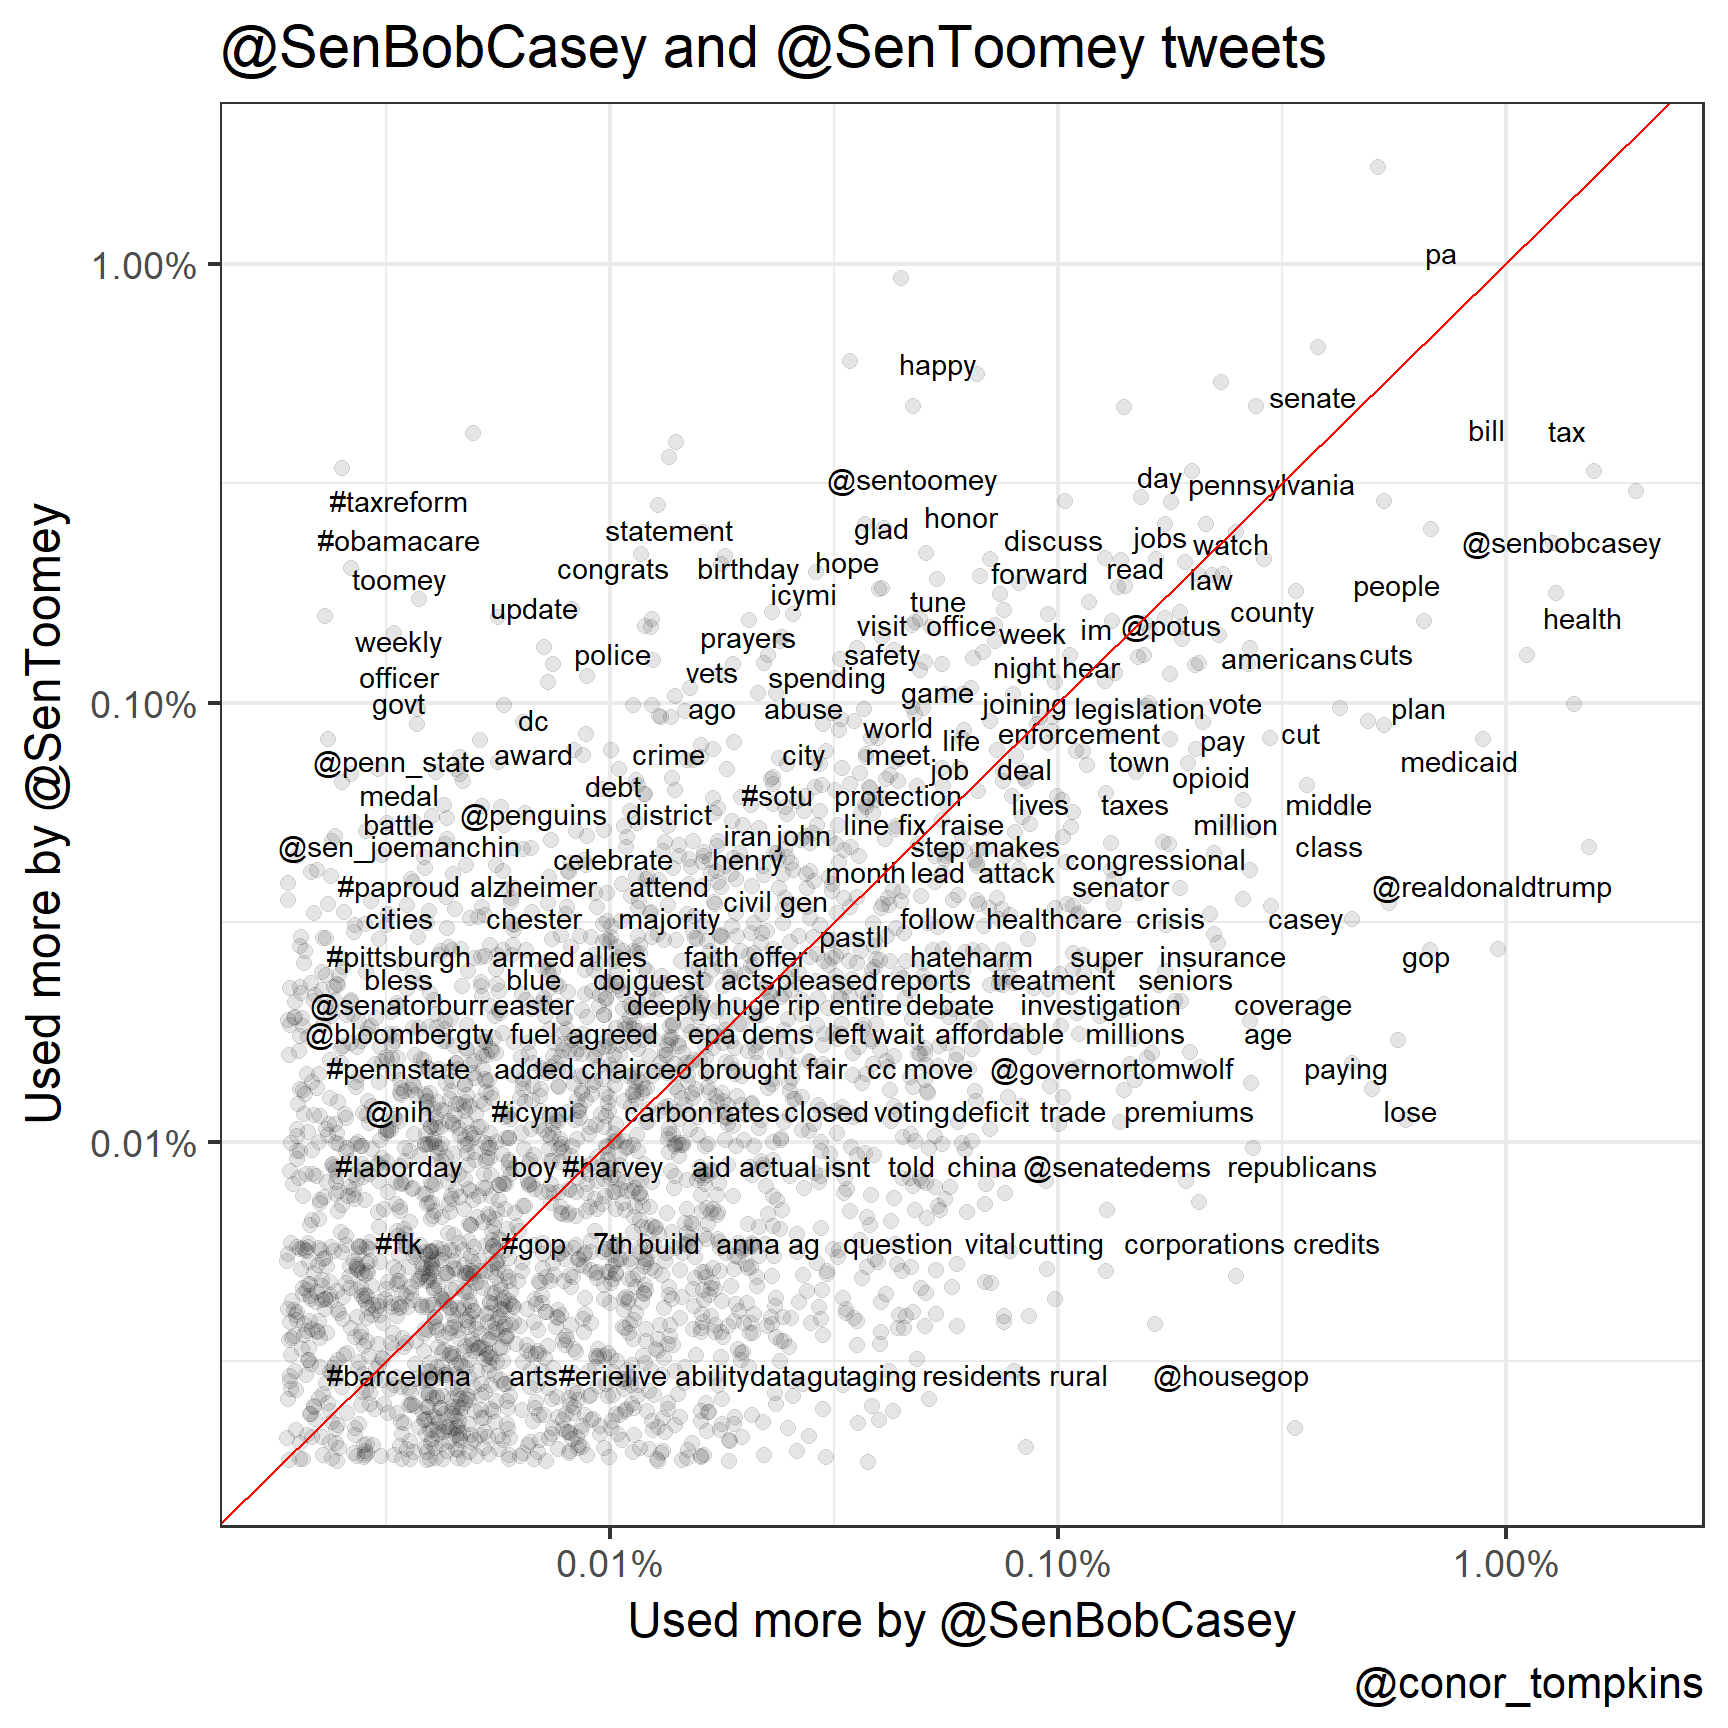 @SenBobCasey and @SenToomey tweets
Used more by @SenToomey
1.00%
0.10%
0.01%
pa
happy
senate
bill tax
#taxreform @sentoomey day pennsylvania
#obamacare statement glad honor discuss jobs watch @senbobcasey
toomey congrats birthday hope forward read law people
update icymi tune county health
weekly police prayers visit office week im @potus
officer vets spending safety night hear americans cuts
govt dc ago abuse game joining legislation vote plan
world life enforcement pay cut
@penn_state award crime city meet job deal town opioid medicaid
medal debt #sotu protection lives taxes middle
battle @penguins district iran john line fix raise million
@sen_joemanchin celebrate henry step makes congressional class
#paproud alzheimer attend month lead attack senator @realdonaldtrump
civil gen
cities chester majority follow healthcare crisis casey
pastll
#pittsburgh armed allies faith offer hateharm super insurance gop
bless blue doj guest acts pleased reports treatment seniors
@senatorburr easter deeply huge rip entire debate investigation coverage
@bloombergtv fuel agreed epa dems left wait affordable millions age
#pennstate added chair ceo brought fair cc move @governortomwolf paying
@nih #icymi carbon rates closed voting deficit trade premiums lose
#laborday boy #harvey aid actual isnt told china @senatedems republicans
#ftk #gop 7th build anna ag question vital cutting corporations credits
#barcelona arts #erielive ability data gut aging residents rural @housegop
0.01% 0.10% 1.00%
Used more by @SenBobCasey
@conor_tompkins